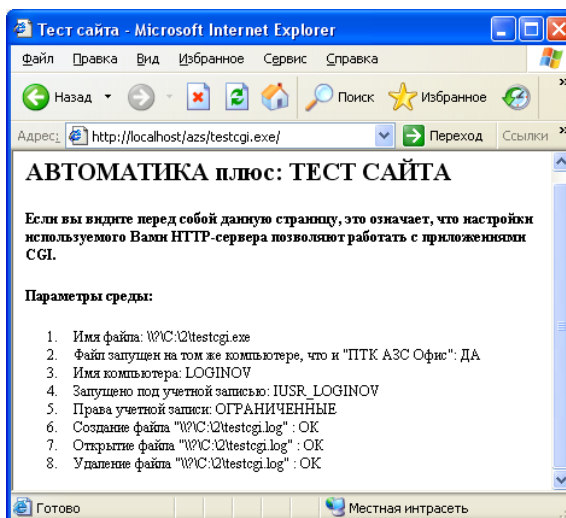 Тест сайта - Microsoft Internet Explorer
Файл Правка Вид Избранное Сервис Справка
Назад Поиск Избранное »
Адрес: http://localhost/azs/testcgi.exe/ Переход Ссылки »
АВТОМАТИКА плюс: ТЕСТ САЙТА
Если вы видите перед собой данную страницу, это означает, что настройки
используемого Вами HTTP-сервера позволяют работать с приложениями
CGI.
Параметры среды:
1. Имя файла: \\?\C:\2\testcgi.exe
2. Файл запущен на том же компьютере, что и "ПТК АЗС Офис": ДА
3. Имя компьютера: LOGINOV
4. Запущено под учетной записью: IUSR_LOGINOV
5. Права учетной записи: ОГРАНИЧЕННЫЕ
6. Создание файла "\\?\C:\2\testcgi.log" : OK
7. Открытие файла "\\?\C:\2\testcgi.log" : OK
8. Удаление файла "\\?\C:\2\testcgi.log" : OK
Готово Местная интрасеть